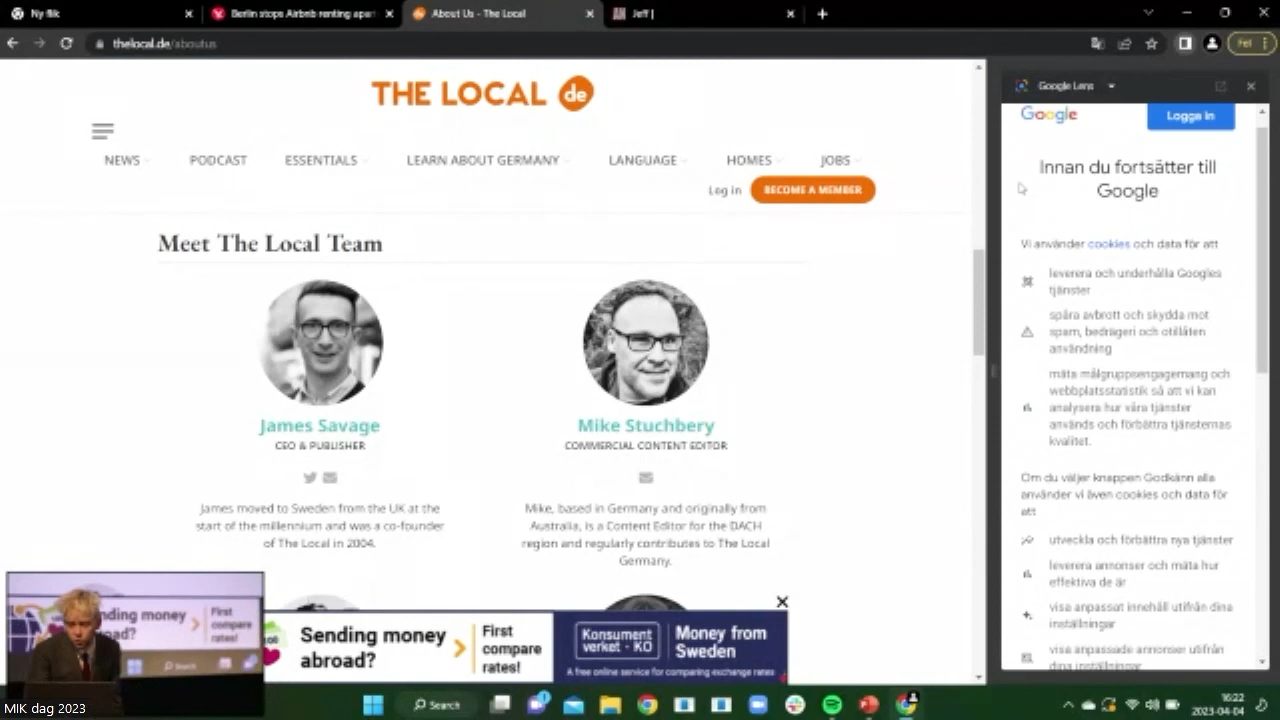 Ny flik
Berlin stops Airbnb renting apar
About Us - The Local
Jeff |
thelocal.de/aboutus
Fel
THE LOCAL de
NEWS
PODCAST
ESSENTIALS
LEARN ABOUT GERMANY
LANGUAGE
HOMES
JOBS
Log in
BECOME A MEMBER
Meet The Local Team
James Savage
CEO & PUBLISHER
James moved to Sweden from the UK at the
start of the millennium and was a co-founder
of The Local in 2004.
Mike Stuchbery
COMMERCIAL CONTENT EDITOR
Mike, based in Germany and originally from
Australia, is a Content Editor for the DACH
region and regularly contributes to The Local
Germany.
Google Lens
Google
Logga in
Innan du fortsätter till
Google
Vi använder cookies och data för att
leverera och underhålla Googles
tjänster
spåra avbrott och skydda mot
spam, bedrägeri och otillåten
användning
mäta målgruppsengagemang och
webbplatsstatistik så att vi kan
analysera hur våra tjänster
används och förbättra tjänsternas
kvalitet.
Om du väljer knappen Godkänn alla
använder vi även cookies och data för
att
utveckla och förbättra nya tjänster
leverera annonser och mäta hur
effektiva de är
visa anpassat innehåll utifrån dina
inställningar
visa anpassade annonser utifrån
dina inställningar
nding money
oad?
First
compare
rates!
Search
Sending money
abroad?
First
compare
rates!
Konsument
verket - KO
Money from
Sweden
A free online service for comparing exchange rates
MIK dag 2023
Search
16:22
2023-04-04